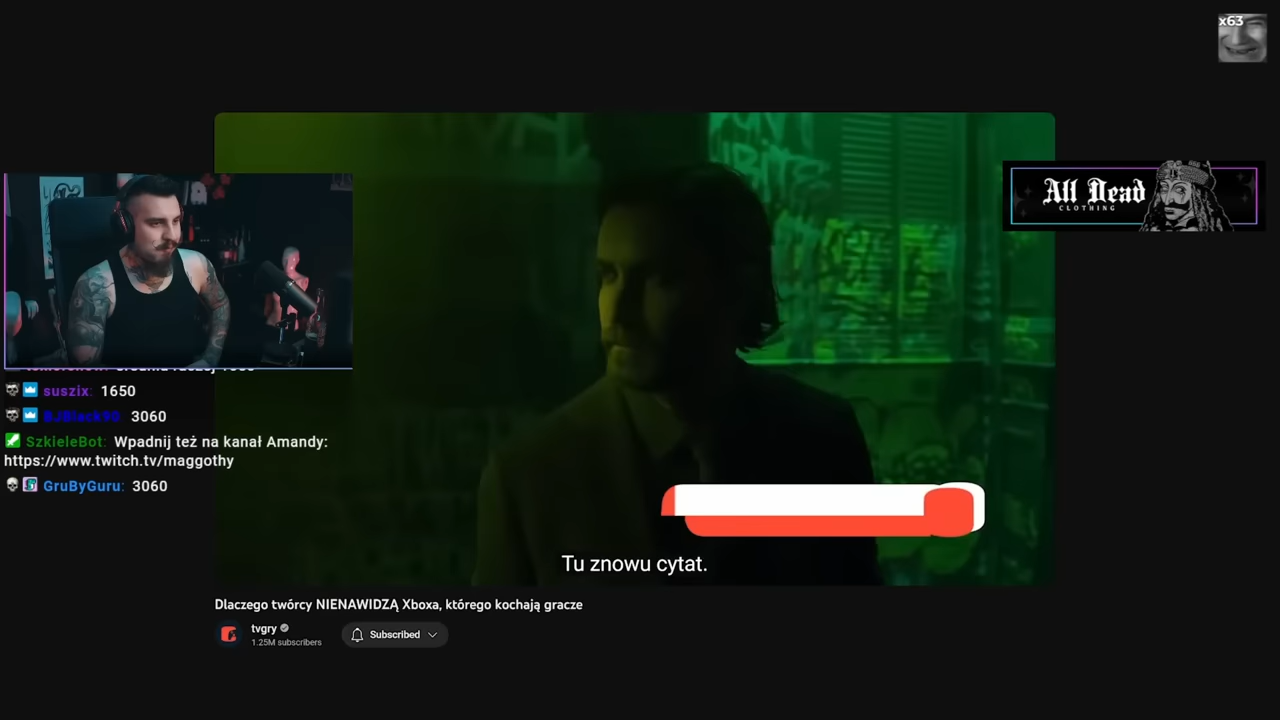 x63
All Dead
CLOTHING
suszix: 1650
RJBlack90: 3060
SzkieleBot: Wpadnij też na kanał Amandy:
https://www.twitch.tv/maggothy
GruByGuru: 3060
Tu znowu cytat.
Dlaczego twórcy NIENAWIDZĄ Xboxa, którego kochają gracze
tvgry
1.25M subscribers
Subscribed